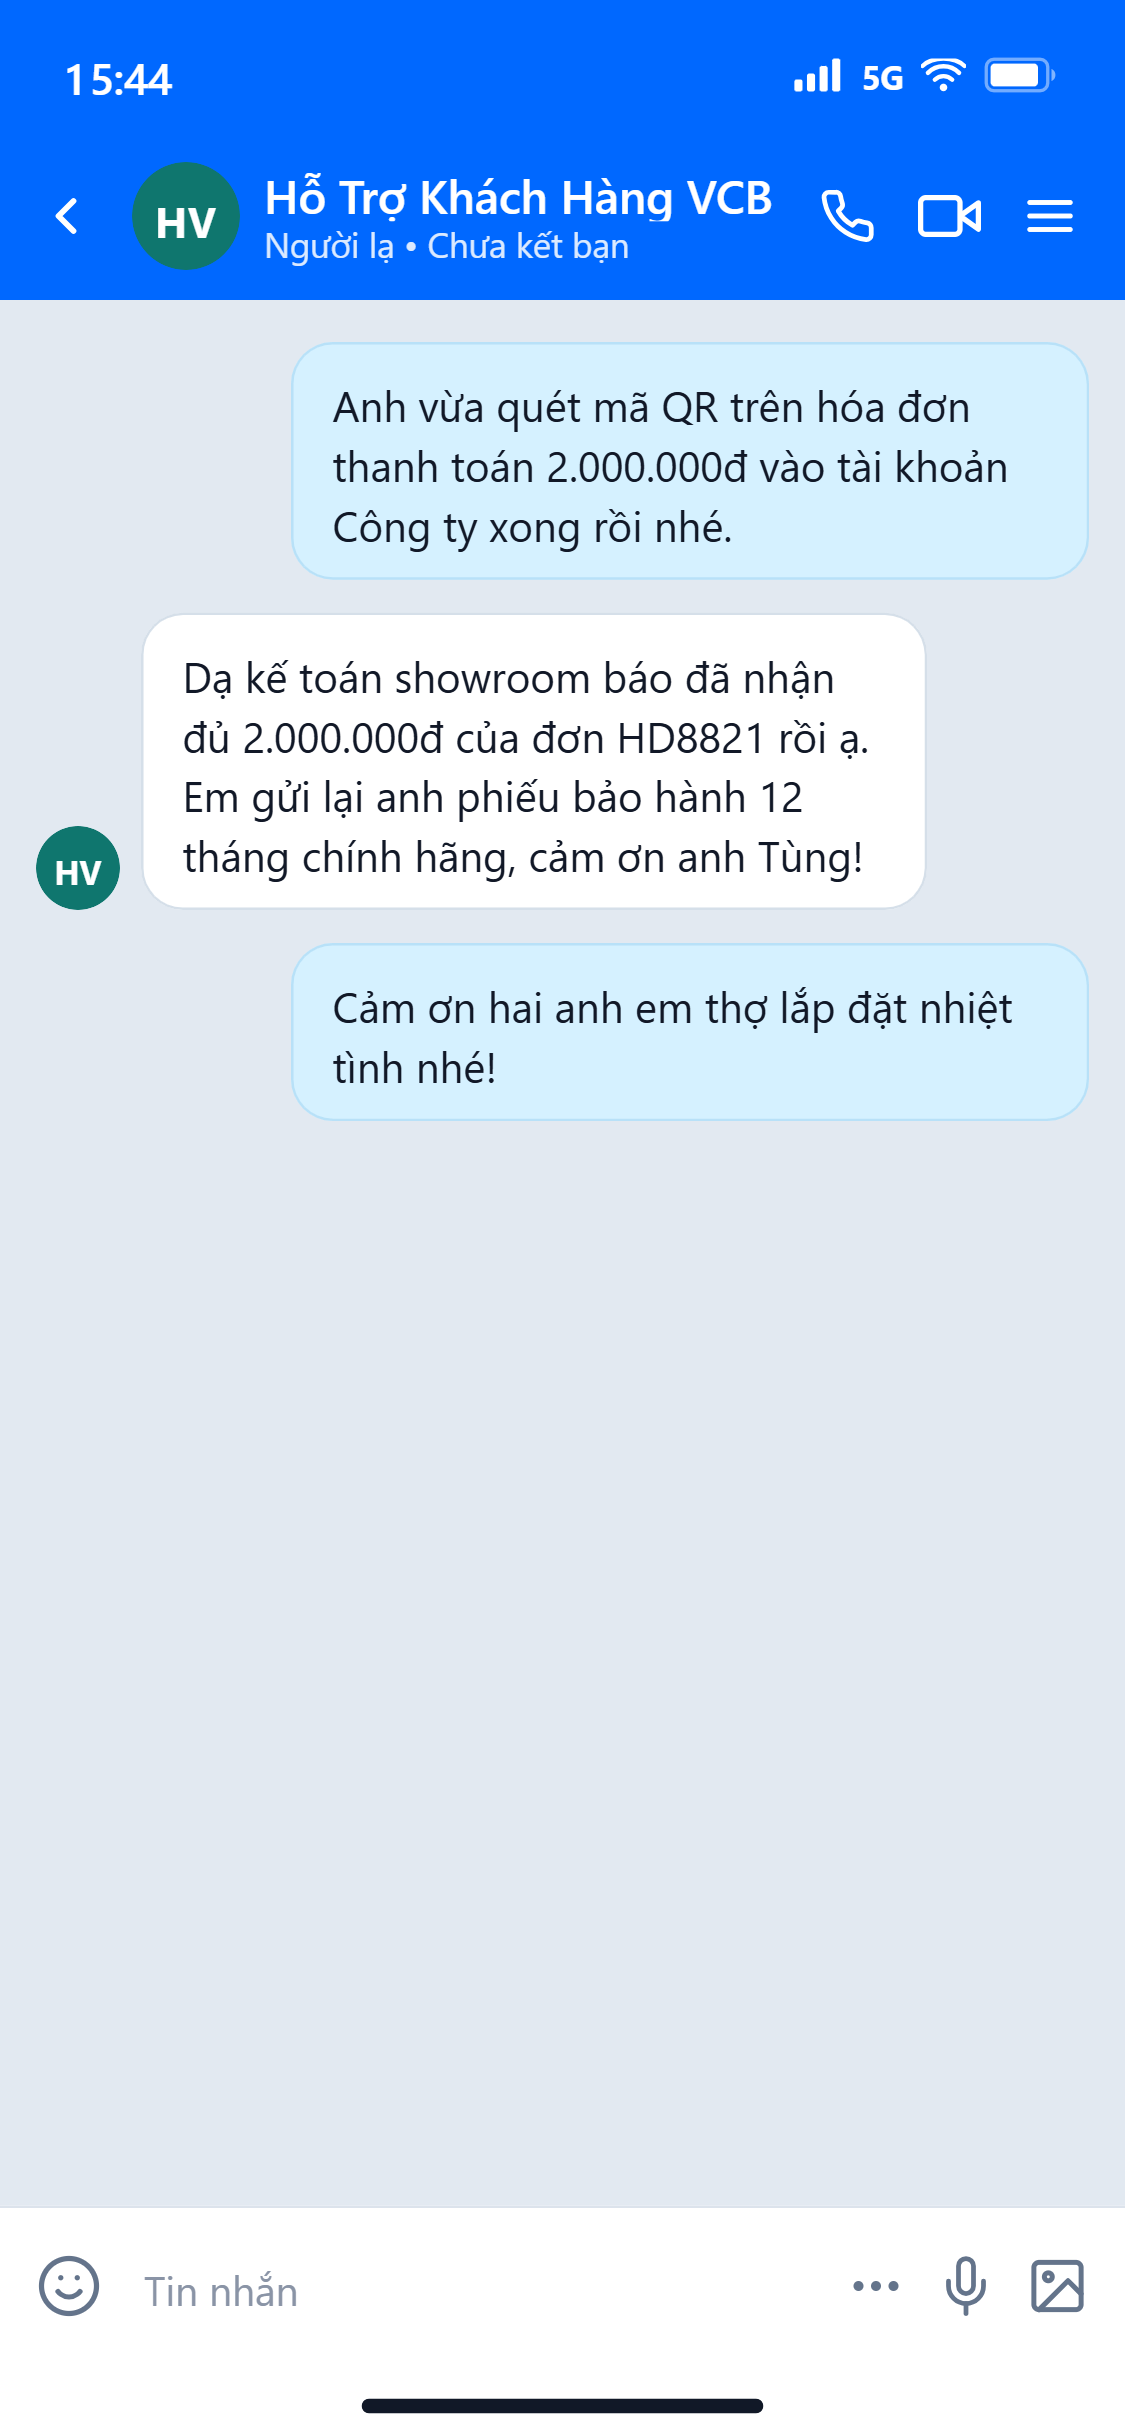 15:44
5G
HV
Hỗ Trợ Khách Hàng VCB
Người lạ • Chưa kết bạn
Anh vừa quét mã QR trên hóa đơn
thanh toán 2.000.000đ vào tài khoản
Công ty xong rồi nhé.
Dạ kế toán showroom báo đã nhận
đủ 2.000.000đ của đơn HD8821 rồi ạ.
Em gửi lại anh phiếu bảo hành 12
tháng chính hãng, cảm ơn anh Tùng!
HV
Cảm ơn hai anh em thợ lắp đặt nhiệt
tình nhé!
Tin nhắn